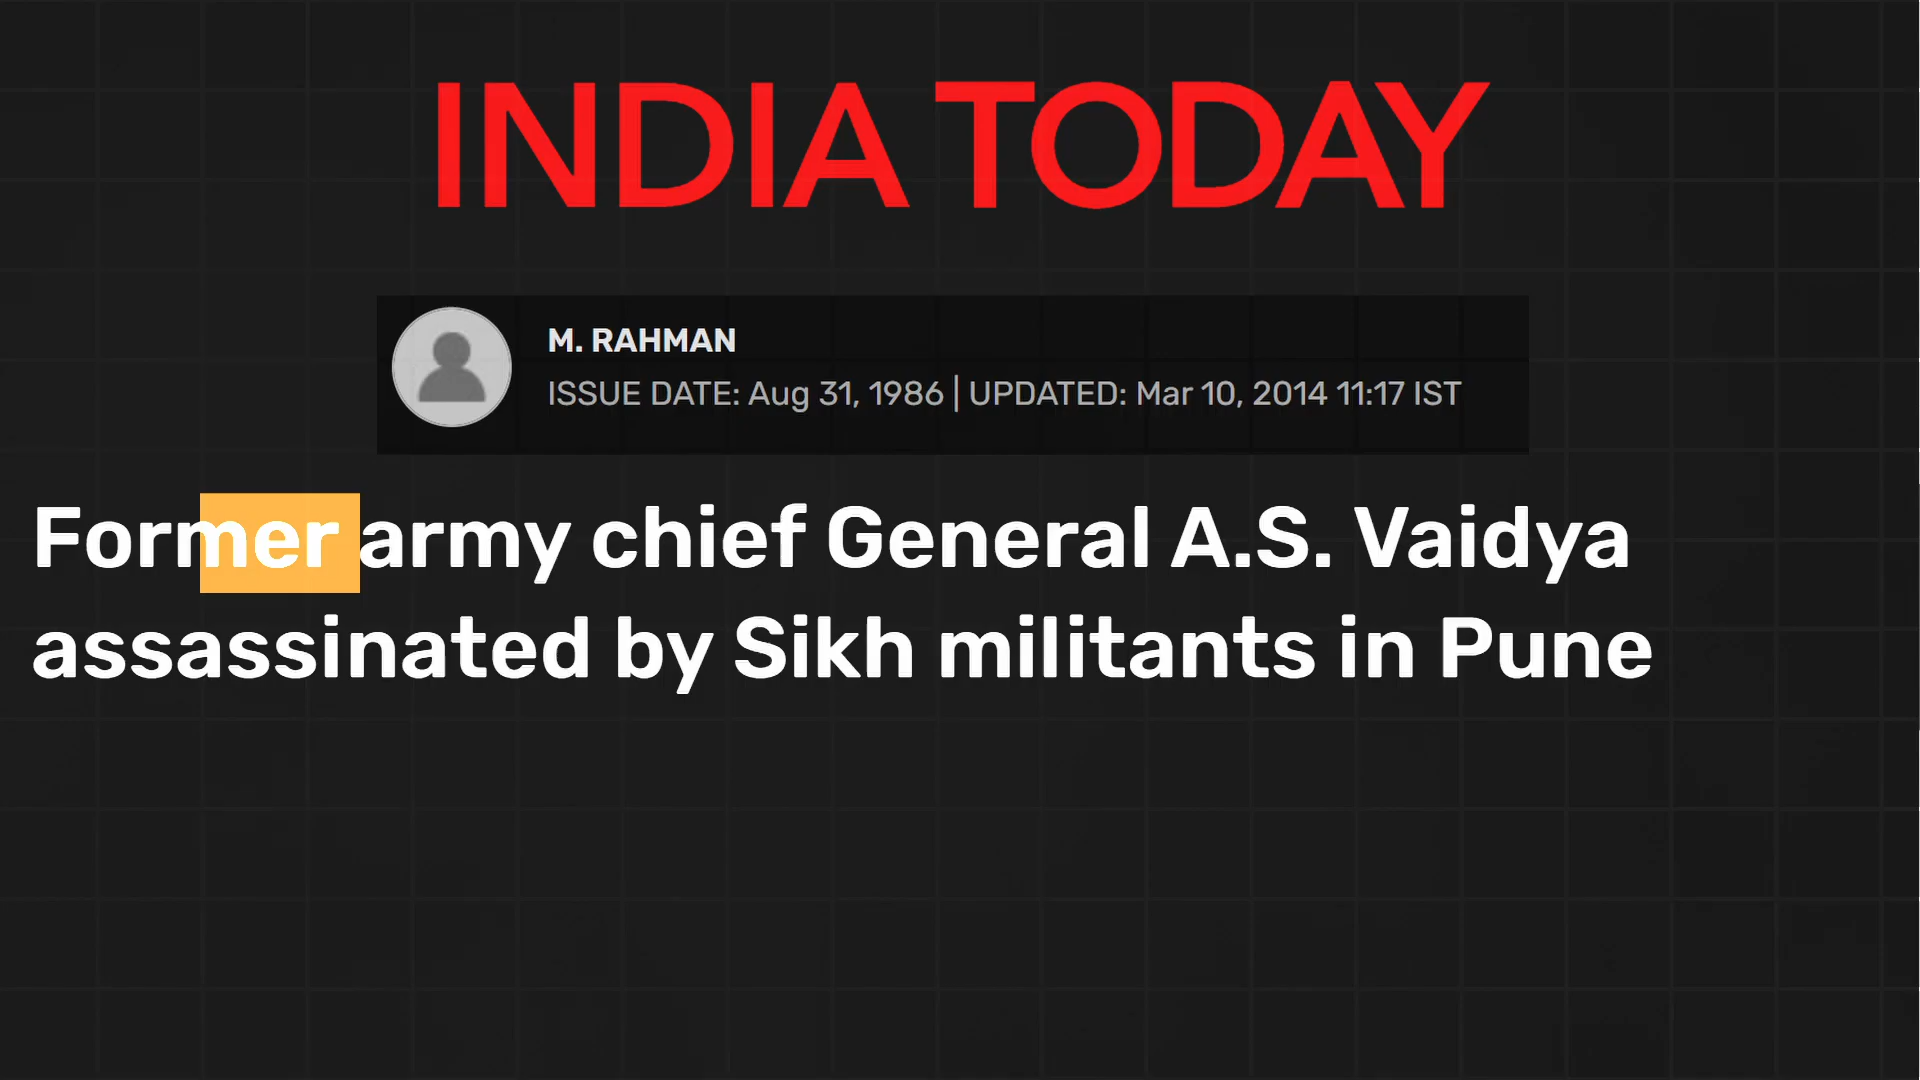 INDIA TODAY
M. RAHMAN
ISSUE DATE: Aug 31, 1986 | UPDATED: Mar 10, 2014 11:17 IST
Former army chief General A.S. Vaidya
assassinated by Sikh militants in Pune